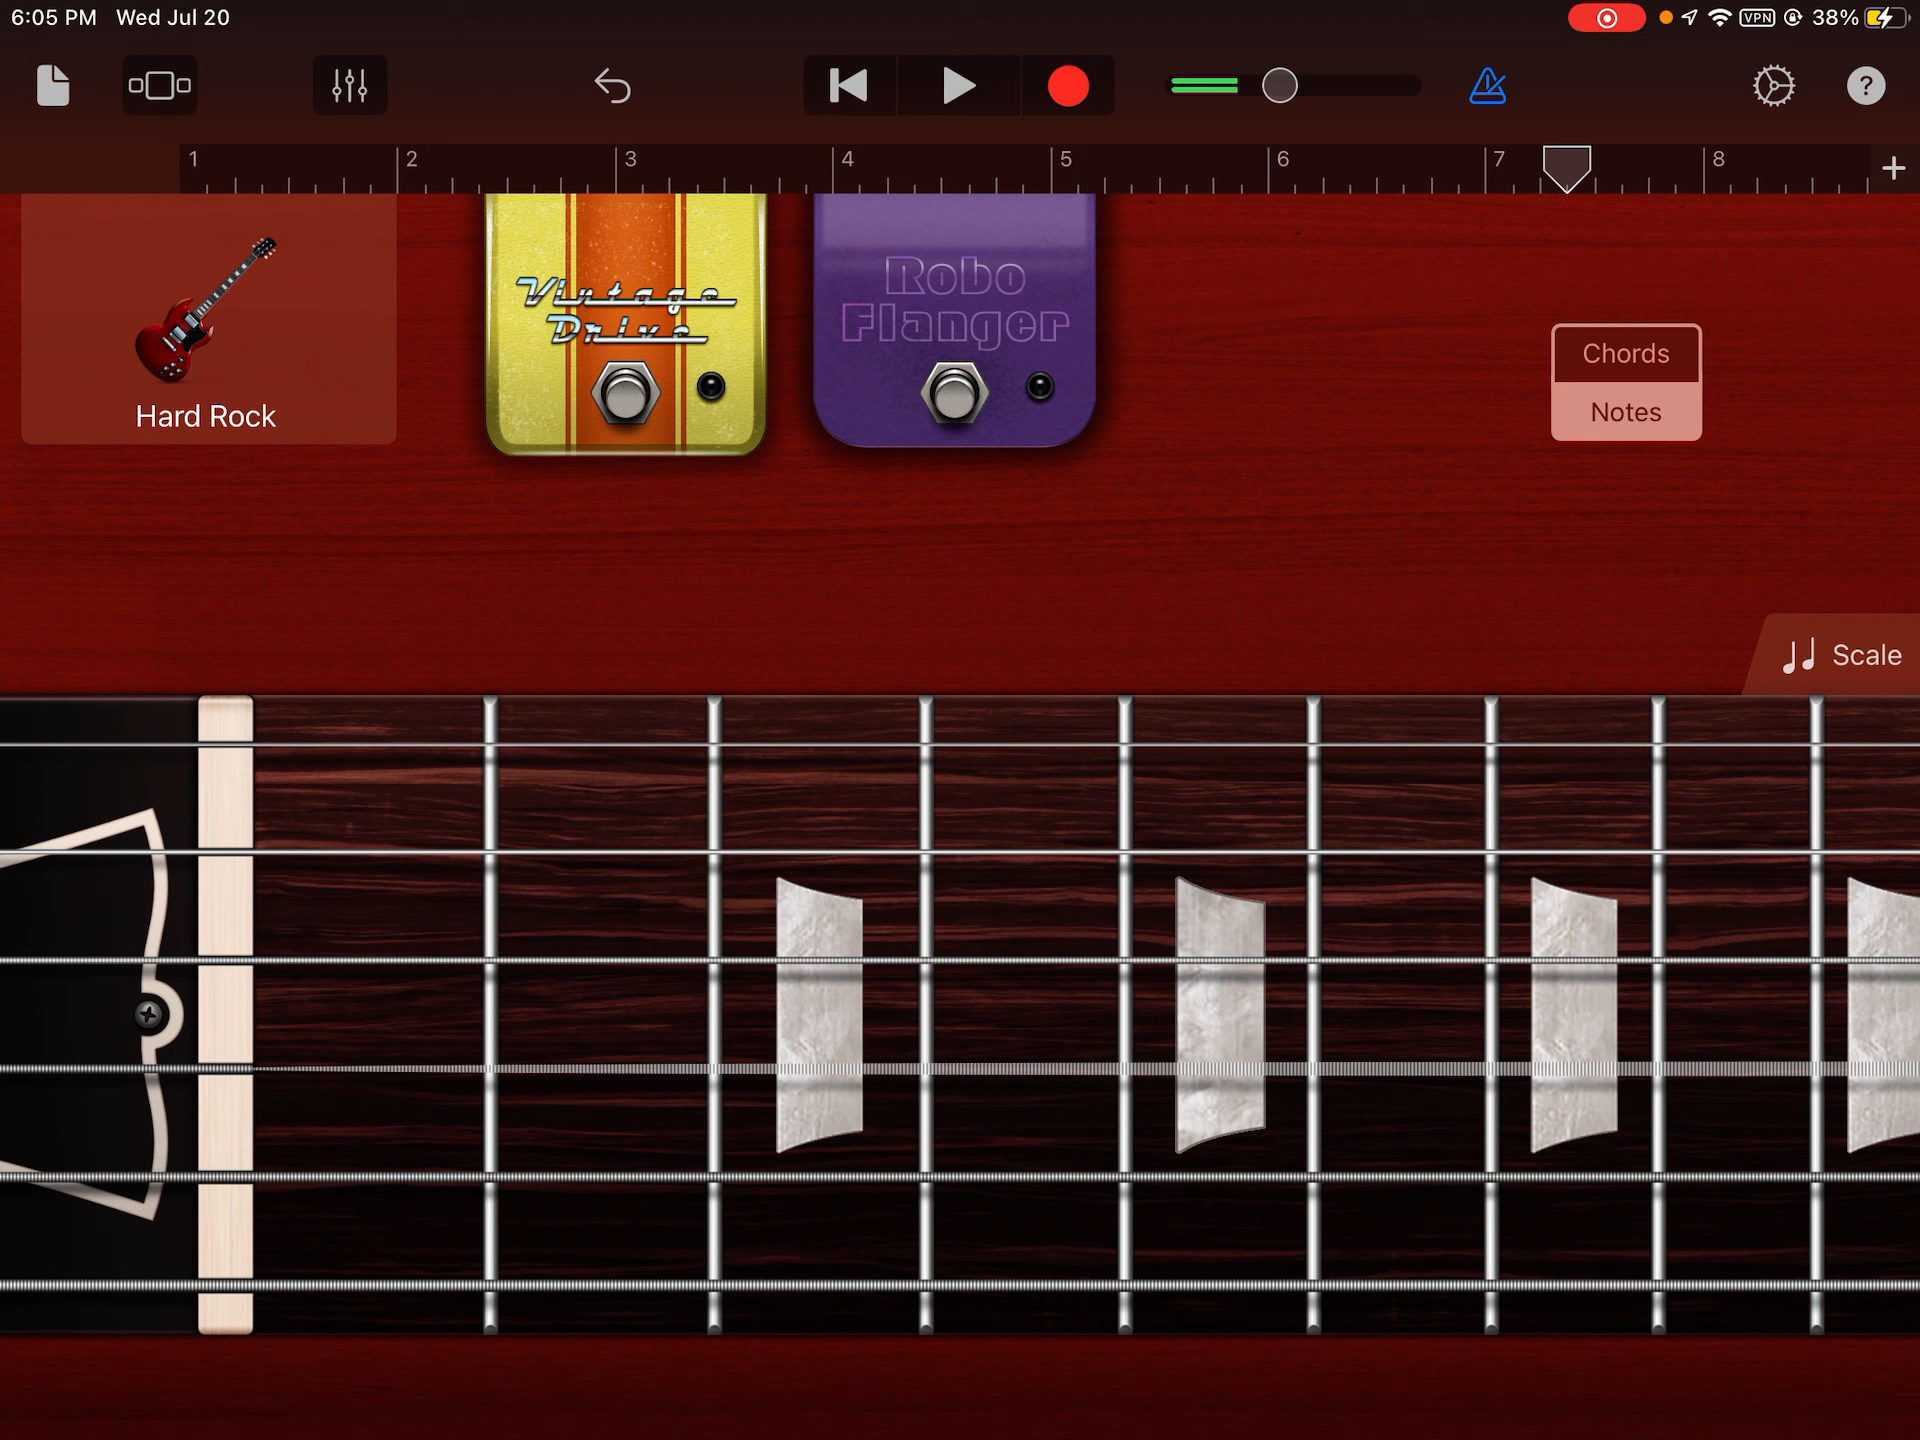 6:05 PM Wed Jul 20
VPN 38%
?
1 2 3 4 5 6 7 8 +
Vintage
Drive
Robo
Flanger
Hard Rock
Chords
Notes
Scale